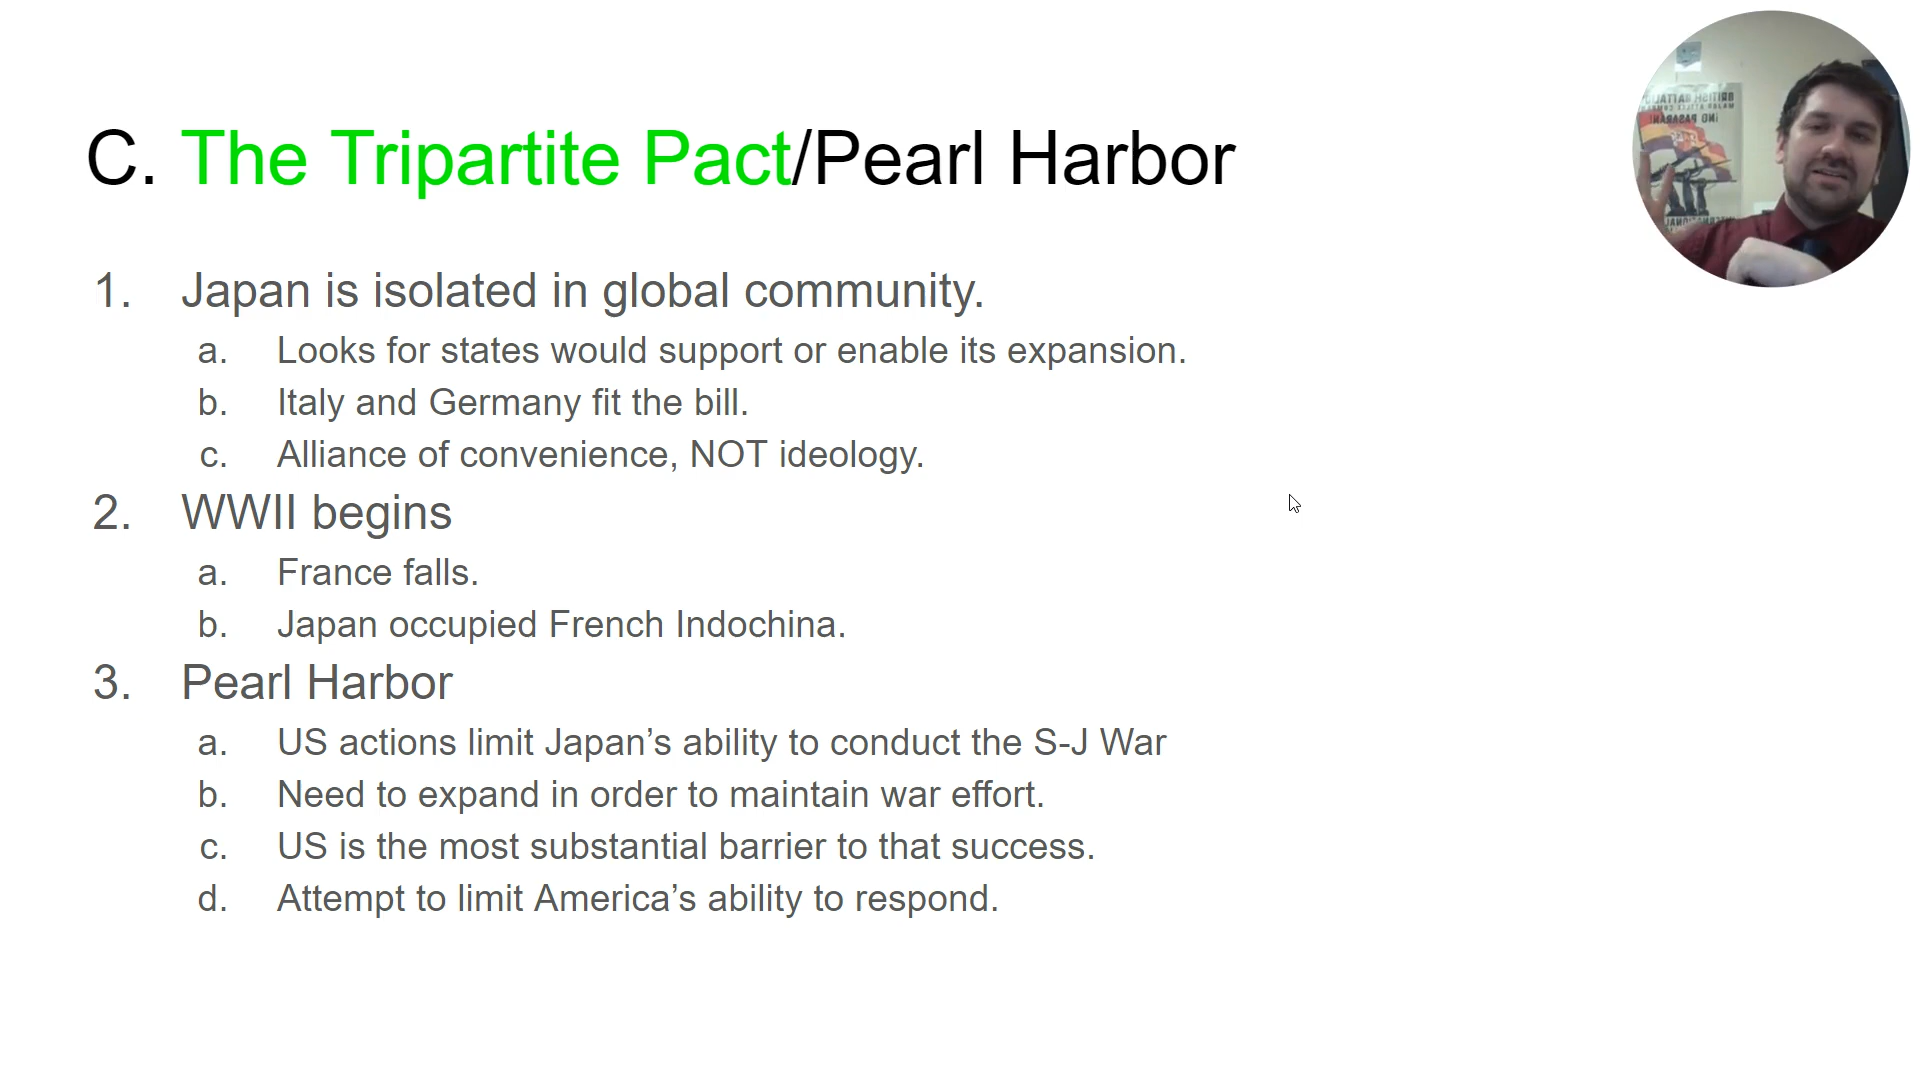 C. The Tripartite Pact/Pearl Harbor
1. Japan is isolated in global community.
a. Looks for states would support or enable its expansion.
b. Italy and Germany fit the bill.
c. Alliance of convenience, NOT ideology.
2. WWII begins
a. France falls.
b. Japan occupied French Indochina.
3. Pearl Harbor
a. US actions limit Japan’s ability to conduct the S-J War
b. Need to expand in order to maintain war effort.
c. US is the most substantial barrier to that success.
d. Attempt to limit America’s ability to respond.
BRITISH BATTALIO
¡NO PASARAN!